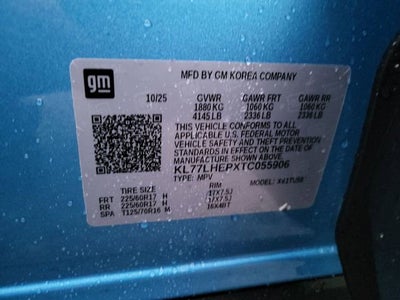 gm
MFD BY GM KOREA COMPANY
10/25 GVWR GAWR FRT GAWR RR
1880 KG 1060 KG 1060 KG
4145 LB 2336 LB 2336 LB
THIS VEHICLE CONFORMS TO ALL
APPLICABLE U.S. FEDERAL MOTOR
VEHICLE SAFETY AND THEFT PREVENTION
STANDARDS IN EFFECT ON THE DATE
OF MANUFACTURE SHOWN ABOVE.
KL77LHEPXTC055906
TYPE: MPV MODEL:
TIRE SIZE RIM
FRT 225/60R17 H 17X7.5J
RR 225/60R17 H 17X7.5J
SPA T125/70R16 M 16X4BT